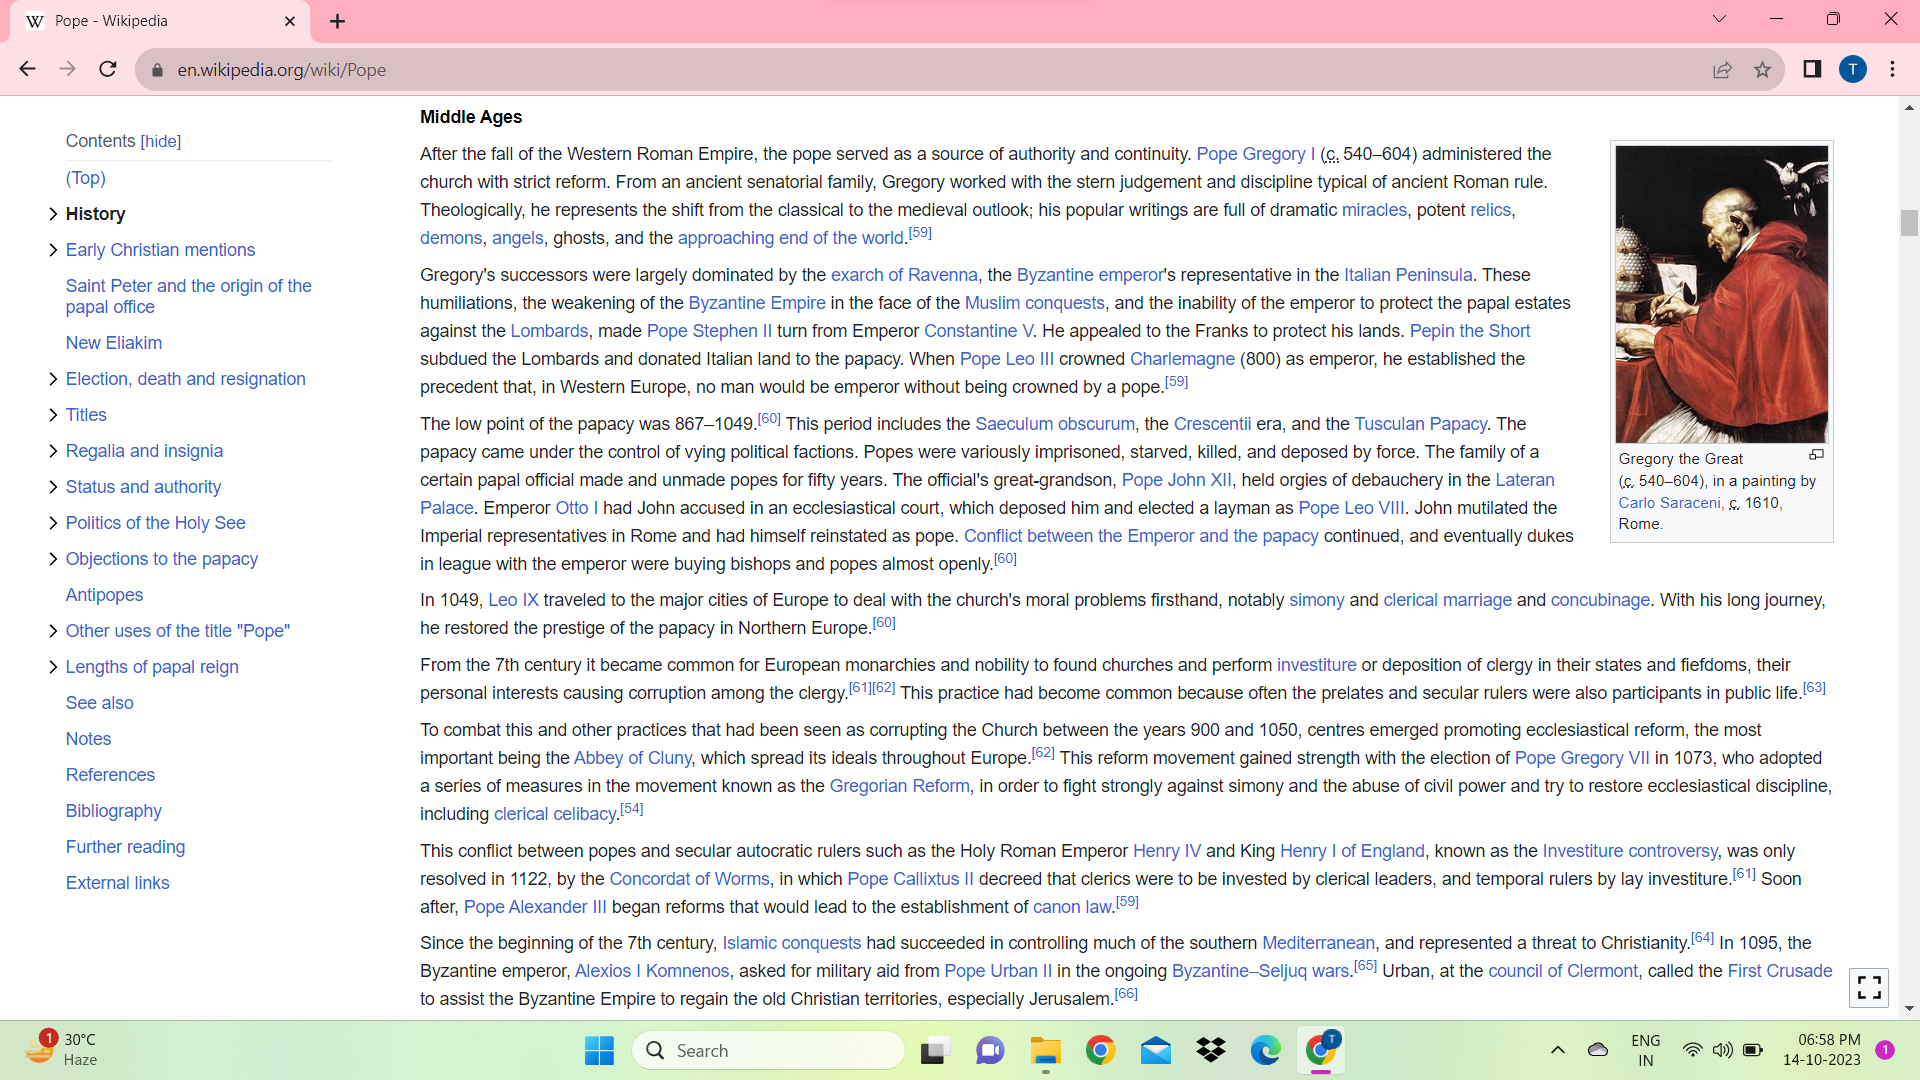 Pope - Wikipedia
en.wikipedia.org/wiki/Pope
T
Contents [hide]
(Top)
History
Early Christian mentions
Saint Peter and the origin of the
papal office
New Eliakim
Election, death and resignation
Titles
Regalia and insignia
Status and authority
Politics of the Holy See
Objections to the papacy
Antipopes
Other uses of the title "Pope"
Lengths of papal reign
See also
Notes
References
Bibliography
Further reading
External links
Middle Ages
After the fall of the Western Roman Empire, the pope served as a source of authority and continuity. Pope Gregory I (c. 540–604) administered the
church with strict reform. From an ancient senatorial family, Gregory worked with the stern judgement and discipline typical of ancient Roman rule.
Theologically, he represents the shift from the classical to the medieval outlook; his popular writings are full of dramatic miracles, potent relics,
demons, angels, ghosts, and the approaching end of the world.[59]
Gregory's successors were largely dominated by the exarch of Ravenna, the Byzantine emperor's representative in the Italian Peninsula. These
humiliations, the weakening of the Byzantine Empire in the face of the Muslim conquests, and the inability of the emperor to protect the papal estates
against the Lombards, made Pope Stephen II turn from Emperor Constantine V. He appealed to the Franks to protect his lands. Pepin the Short
subdued the Lombards and donated Italian land to the papacy. When Pope Leo III crowned Charlemagne (800) as emperor, he established the
precedent that, in Western Europe, no man would be emperor without being crowned by a pope.[59]
The low point of the papacy was 867–1049.[60] This period includes the Saeculum obscurum, the Crescentii era, and the Tusculan Papacy. The
papacy came under the control of vying political factions. Popes were variously imprisoned, starved, killed, and deposed by force. The family of a
certain papal official made and unmade popes for fifty years. The official's great-grandson, Pope John XII, held orgies of debauchery in the Lateran
Palace. Emperor Otto I had John accused in an ecclesiastical court, which deposed him and elected a layman as Pope Leo VIII. John mutilated the
Imperial representatives in Rome and had himself reinstated as pope. Conflict between the Emperor and the papacy continued, and eventually dukes
in league with the emperor were buying bishops and popes almost openly.[60]
In 1049, Leo IX traveled to the major cities of Europe to deal with the church's moral problems firsthand, notably simony and clerical marriage and concubinage. With his long journey,
he restored the prestige of the papacy in Northern Europe.[60]
From the 7th century it became common for European monarchies and nobility to found churches and perform investiture or deposition of clergy in their states and fiefdoms, their
personal interests causing corruption among the clergy.[61][62] This practice had become common because often the prelates and secular rulers were also participants in public life.[63]
To combat this and other practices that had been seen as corrupting the Church between the years 900 and 1050, centres emerged promoting ecclesiastical reform, the most
important being the Abbey of Cluny, which spread its ideals throughout Europe.[62] This reform movement gained strength with the election of Pope Gregory VII in 1073, who adopted
a series of measures in the movement known as the Gregorian Reform, in order to fight strongly against simony and the abuse of civil power and try to restore ecclesiastical discipline,
including clerical celibacy.[54]
This conflict between popes and secular autocratic rulers such as the Holy Roman Emperor Henry IV and King Henry I of England, known as the Investiture controversy, was only
resolved in 1122, by the Concordat of Worms, in which Pope Callixtus II decreed that clerics were to be invested by clerical leaders, and temporal rulers by lay investiture.[61] Soon
after, Pope Alexander III began reforms that would lead to the establishment of canon law.[59]
Since the beginning of the 7th century, Islamic conquests had succeeded in controlling much of the southern Mediterranean, and represented a threat to Christianity.[64] In 1095, the
Byzantine emperor, Alexios I Komnenos, asked for military aid from Pope Urban II in the ongoing Byzantine–Seljuq wars.[65] Urban, at the council of Clermont, called the First Crusade
to assist the Byzantine Empire to regain the old Christian territories, especially Jerusalem.[66]
Gregory the Great
(c. 540–604), in a painting by
Carlo Saraceni, c. 1610,
Rome.
1
30°C
Haze
Search
T
ENG
IN
06:58 PM
14-10-2023
1